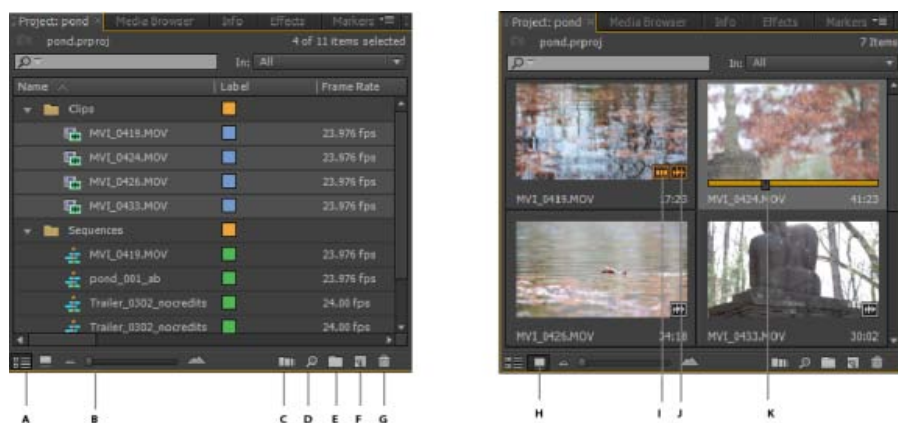 Project: pond × Media Browser Info Effects Markers
pond.prproj 4 of 11 items selected
In: All
Name Label Frame Rate
Clips
MVI_0419.MOV 23.976 fps
MVI_0424.MOV 23.976 fps
MVI_0426.MOV 23.976 fps
MVI_0433.MOV 23.976 fps
Sequences
MVI_0419.MOV 23.976 fps
pond_001_ab 23.976 fps
Trailer_0302_nocredits 24.00 fps
Trailer_0302_nocredits 24.00 fps
A B C D E F G
Project: pond × Media Browser Info Effects Markers
pond.prproj 7 Items
In: All
MVI_0419.MOV 17:23 MVI_0424.MOV 41:23
MVI_0426.MOV 34:18 MVI_0433.MOV 30:02
H I J K